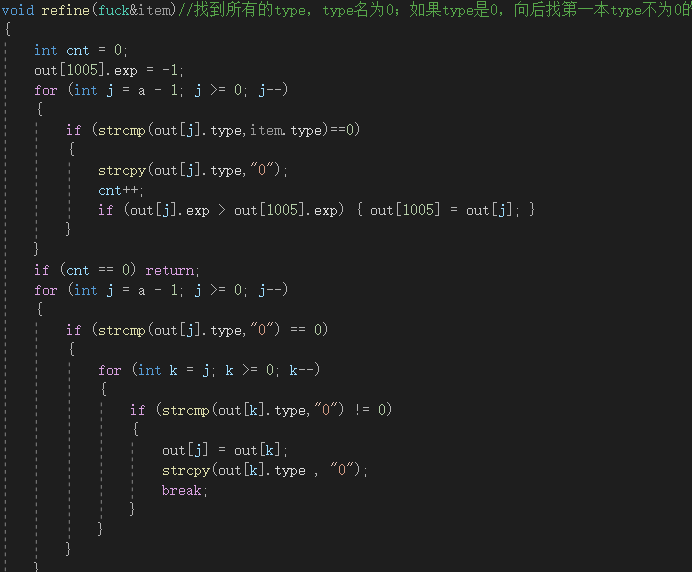 void refine(fuck&item)//找到所有的type，type名为0；如果type是0，向后找第一本type不为0的
{
    int cnt = 0;
    out[1005].exp = -1;
    for (int j = a - 1; j >= 0; j--)
    {
        if (strcmp(out[j].type,item.type)==0)
        {
            strcpy(out[j].type,"0");
            cnt++;
            if (out[j].exp > out[1005].exp) { out[1005] = out[j]; }
        }
    }
    if (cnt == 0) return;
    for (int j = a - 1; j >= 0; j--)
    {
        if (strcmp(out[j].type,"0") == 0)
        {
            for (int k = j; k >= 0; k--)
            {
                if (strcmp(out[k].type,"0") != 0)
                {
                    out[j] = out[k];
                    strcpy(out[k].type , "0");
                    break;
                }
            }
        }
    }